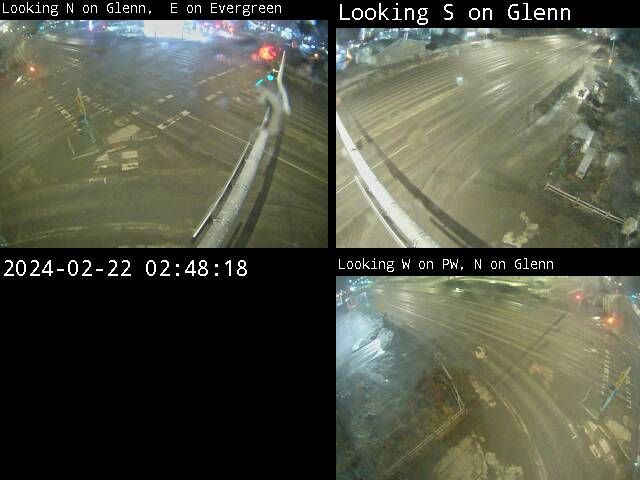 Looking N on Glenn, E on Evergreen
Looking S on Glenn
2024-02-22 02:48:18
Looking W on PW, N on Glenn